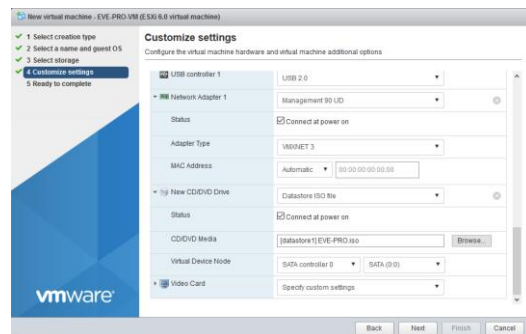 New virtual machine - EVE-PRO-VM (ESXi 6.0 virtual machine)
1 Select creation type
2 Select a name and guest OS
3 Select storage
4 Customize settings
5 Ready to complete
Customize settings
Configure the virtual machine hardware and virtual machine additional options
USB controller 1 USB 2.0
Network Adapter 1 Management 90 UD
Status Connect at power on
Adapter Type VMXNET 3
MAC Address Automatic 00:00:00:00:00:00
New CD/DVD Drive Datastore ISO file
Status Connect at power on
CD/DVD Media [datastore1] EVE-PRO.iso Browse...
Virtual Device Node SATA controller 0 SATA (0:0)
Video Card Specify custom settings
vmware
Back Next Finish Cancel